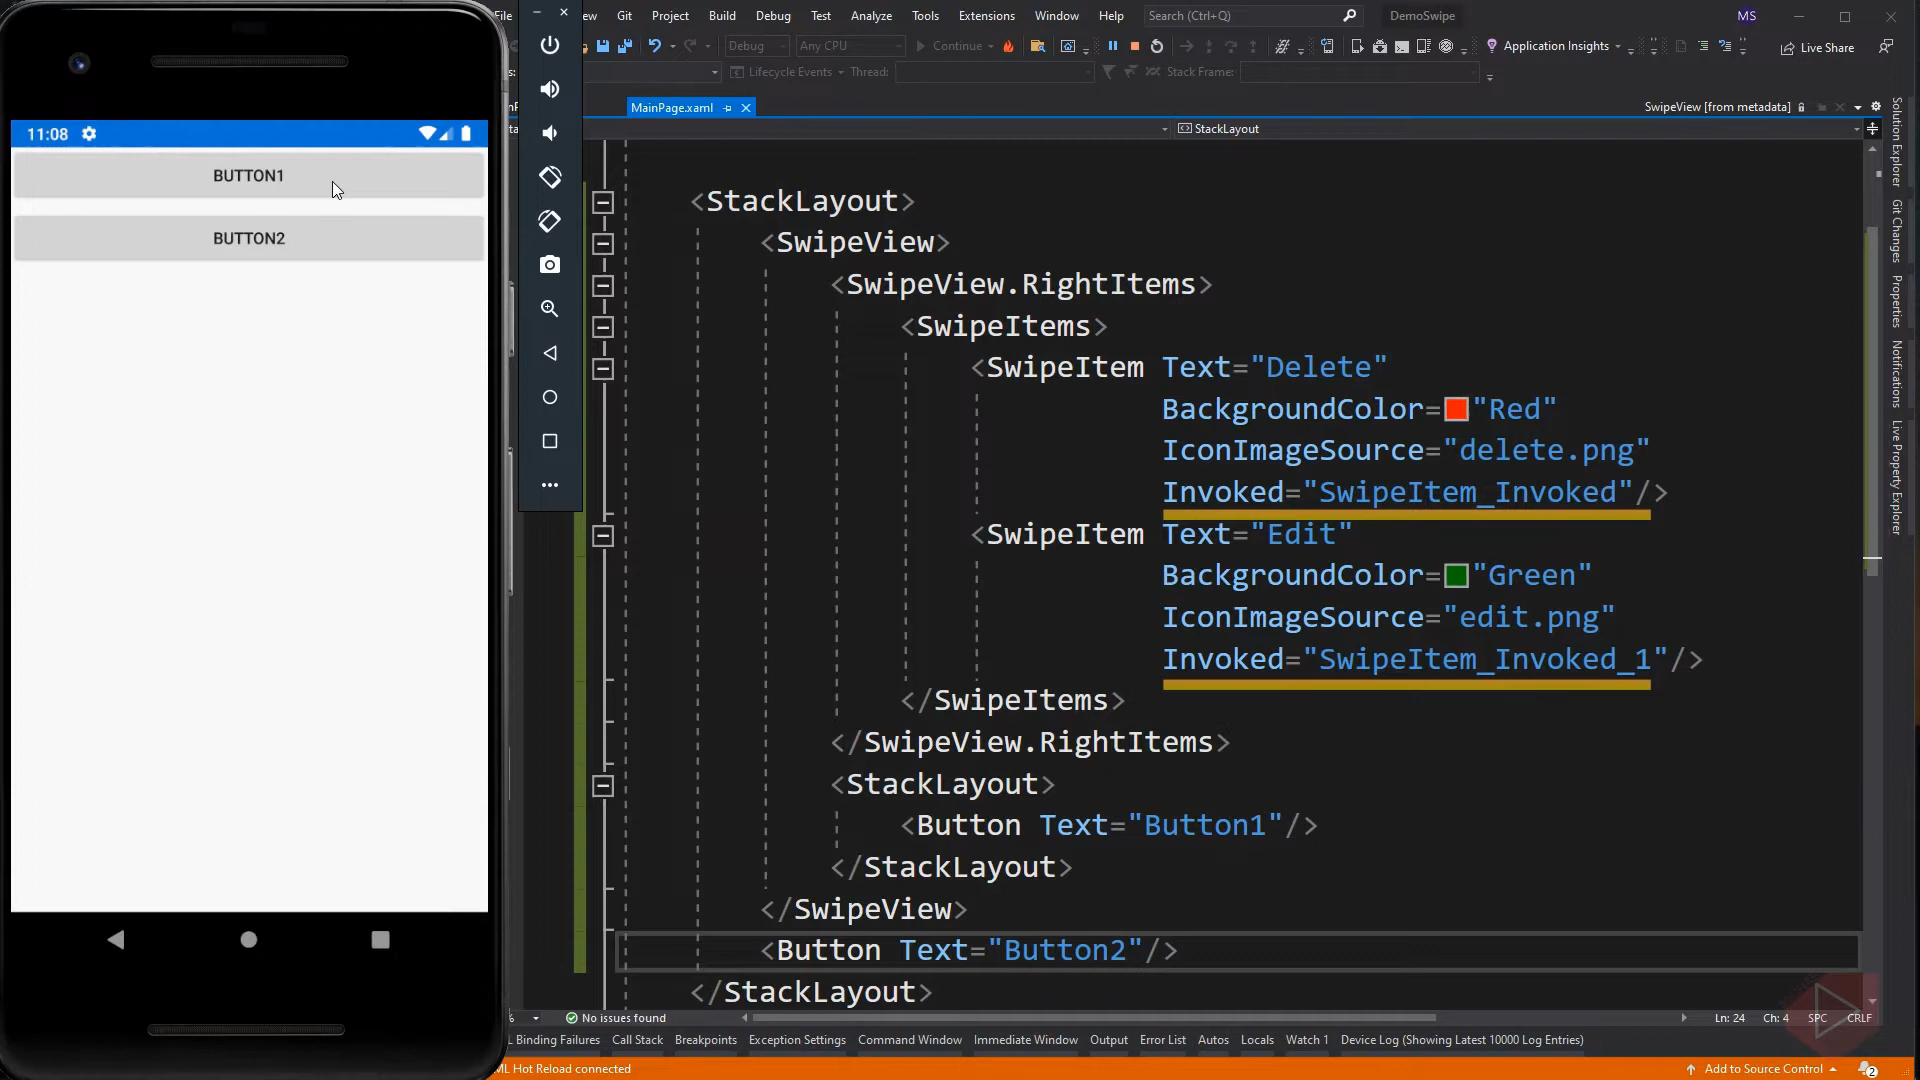 File
ew
Git
Project
Build
Debug
Test
Analyze
Tools
Extensions
Window
Help
Search (Ctrl+Q)
DemoSwipe
MS
Debug
Any CPU
Continue
Application Insights
Live Share
s:
Lifecycle Events
Thread:
Stack Frame:
MainPage.xaml
SwipeView [from metadata]
StackLayout
11:08
BUTTON1
BUTTON2
<StackLayout>
<SwipeView>
<SwipeView.RightItems>
<SwipeItems>
<SwipeItem Text="Delete"
BackgroundColor="Red"
IconImageSource="delete.png"
Invoked="SwipeItem_Invoked"/>
<SwipeItem Text="Edit"
BackgroundColor="Green"
IconImageSource="edit.png"
Invoked="SwipeItem_Invoked_1"/>
</SwipeItems>
</SwipeView.RightItems>
<StackLayout>
<Button Text="Button1"/>
</StackLayout>
</SwipeView>
<Button Text="Button2"/>
</StackLayout>
Solution Explorer
Git Changes
Properties
Notifications
Live Property Explorer
%
No issues found
Ln: 24
Ch: 4
SPC
CRLF
L Binding Failures
Call Stack
Breakpoints
Exception Settings
Command Window
Immediate Window
Output
Error List
Autos
Locals
Watch 1
Device Log (Showing Latest 10000 Log Entries)
ML Hot Reload connected
Add to Source Control
2